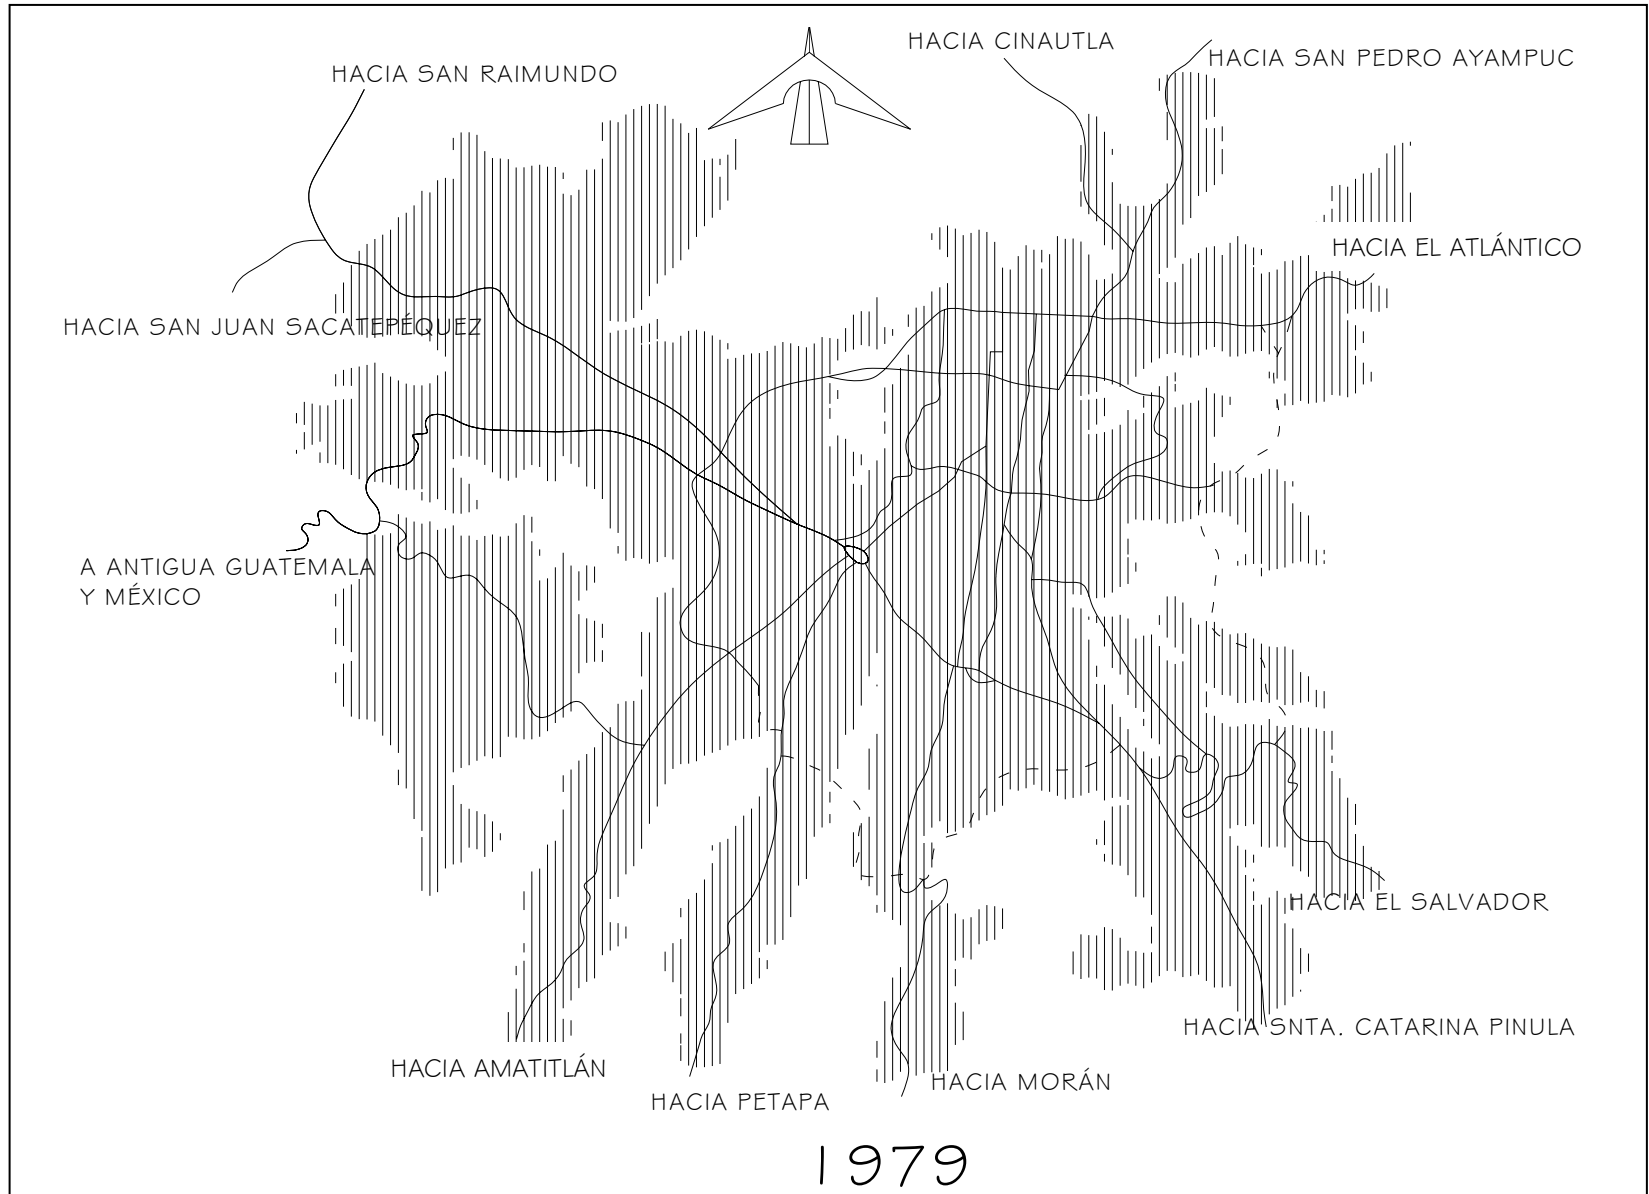 HACIA CINAUTLA
HACIA SAN PEDRO AYAMPUC
HACIA SAN RAIMUNDO
HACIA EL ATLÁNTICO
HACIA SAN JUAN SACATEPÉQUEZ
A ANTIGUA GUATEMALA
Y MÉXICO
HACIA EL SALVADOR
HACIA SNTA. CATARINA PINULA
HACIA AMATITLÁN
HACIA MORÁN
HACIA PETAPA
1979